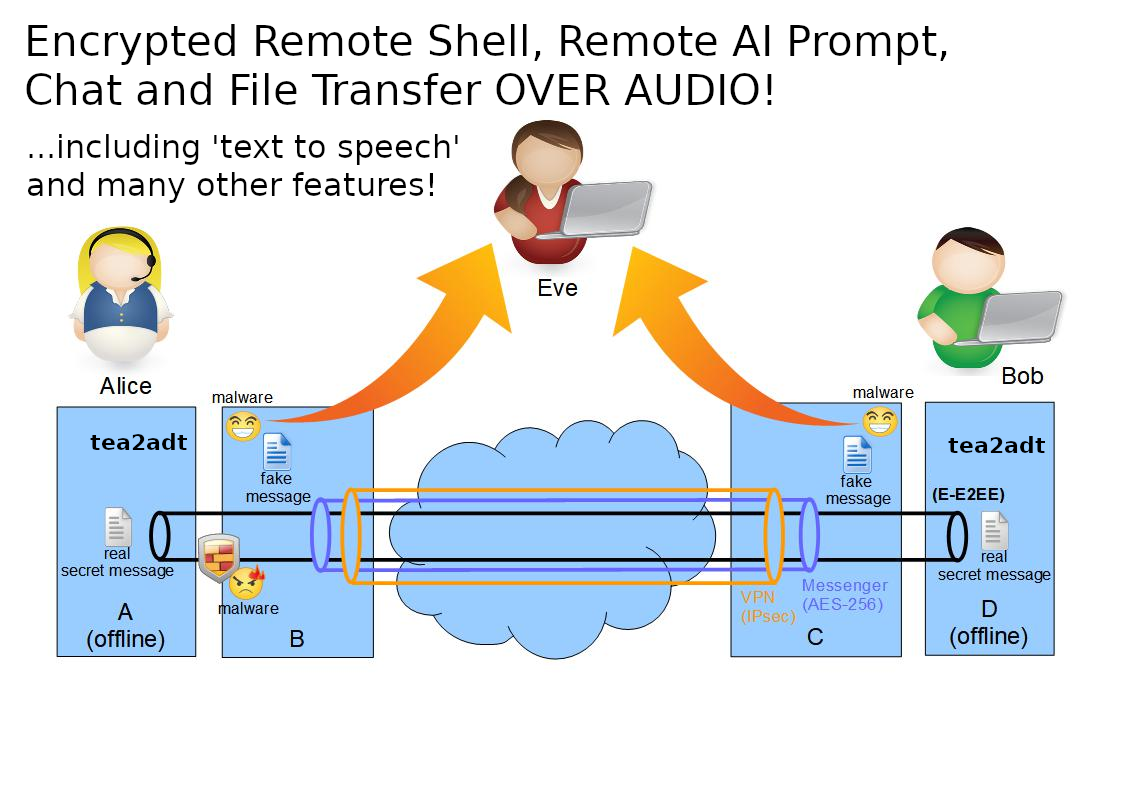 Encrypted Remote Shell, Remote AI Prompt,
Chat and File Transfer OVER AUDIO!
...including 'text to speech'
and many other features!
Eve
Alice
Bob
malware
malware
tea2adt
tea2adt
fake
message
fake
message
(E-E2EE)
real
secret message
real
secret message
malware
VPN
(IPsec)
Messenger
(AES-256)
A
(offline)
B
C
D
(offline)